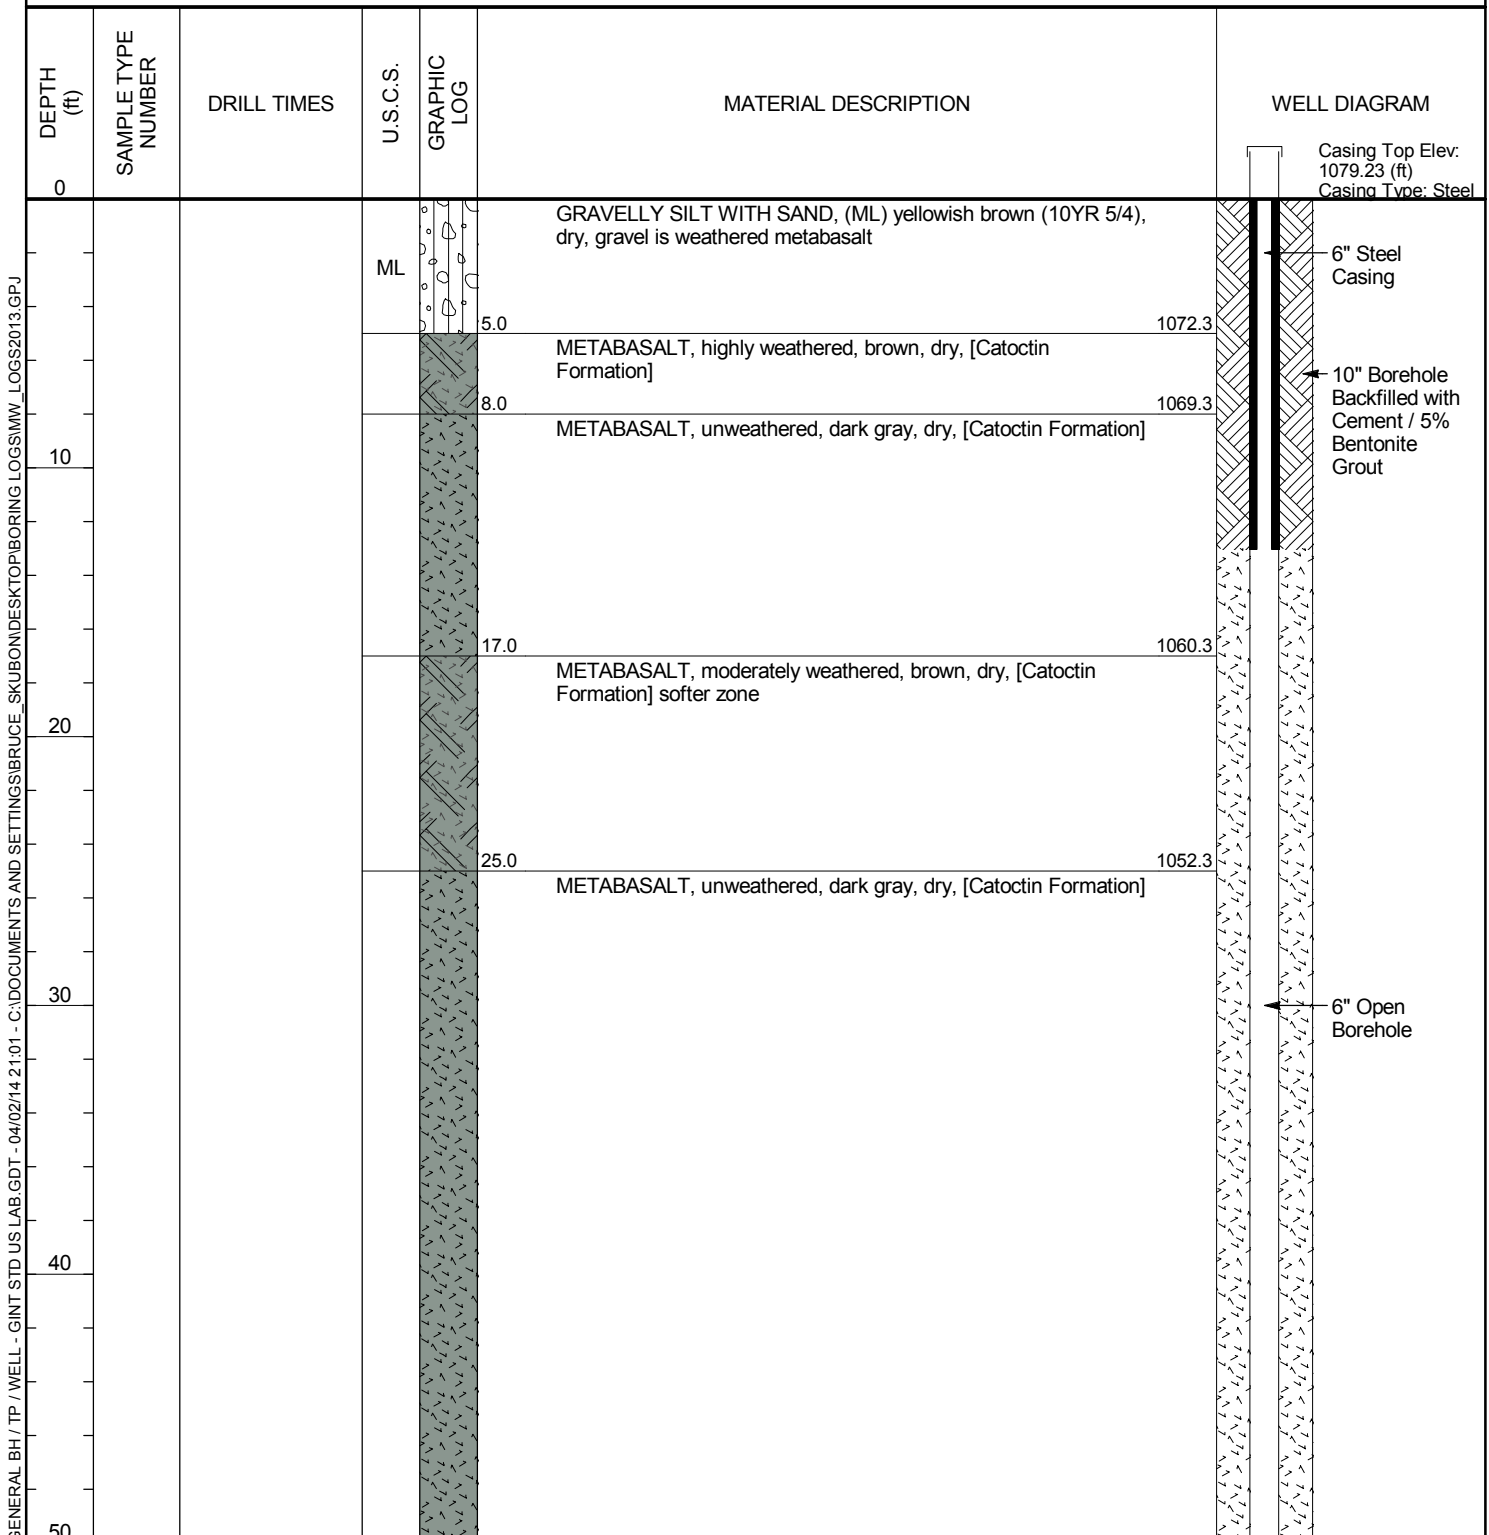 DEPTH
(ft)
SAMPLE TYPE
NUMBER
DRILL TIMES
U.S.C.S.
GRAPHIC
LOG
MATERIAL DESCRIPTION
WELL DIAGRAM
Casing Top Elev:
1079.23 (ft)
Casing Type: Steel
0
GRAVELLY SILT WITH SAND, (ML) yellowish brown (10YR 5/4),
dry, gravel is weathered metabasalt
ML
6" Steel
Casing
5.0
1072.3
METABASALT, highly weathered, brown, dry, [Catoctin
Formation]
10" Borehole
Backfilled with
Cement / 5%
Bentonite
Grout
8.0
1069.3
METABASALT, unweathered, dark gray, dry, [Catoctin Formation]
10
17.0
1060.3
METABASALT, moderately weathered, brown, dry, [Catoctin
Formation] softer zone
20
25.0
1052.3
METABASALT, unweathered, dark gray, dry, [Catoctin Formation]
30
6" Open
Borehole
40
50
GENERAL BH / TP / WELL - GINT STD US LAB.GDT - 04/02/14 21:01 - C:\DOCUMENTS AND SETTINGS\BRUCE_SKUBON\DESKTOP\BORING LOGS\MW_LOGS2013.GPJ